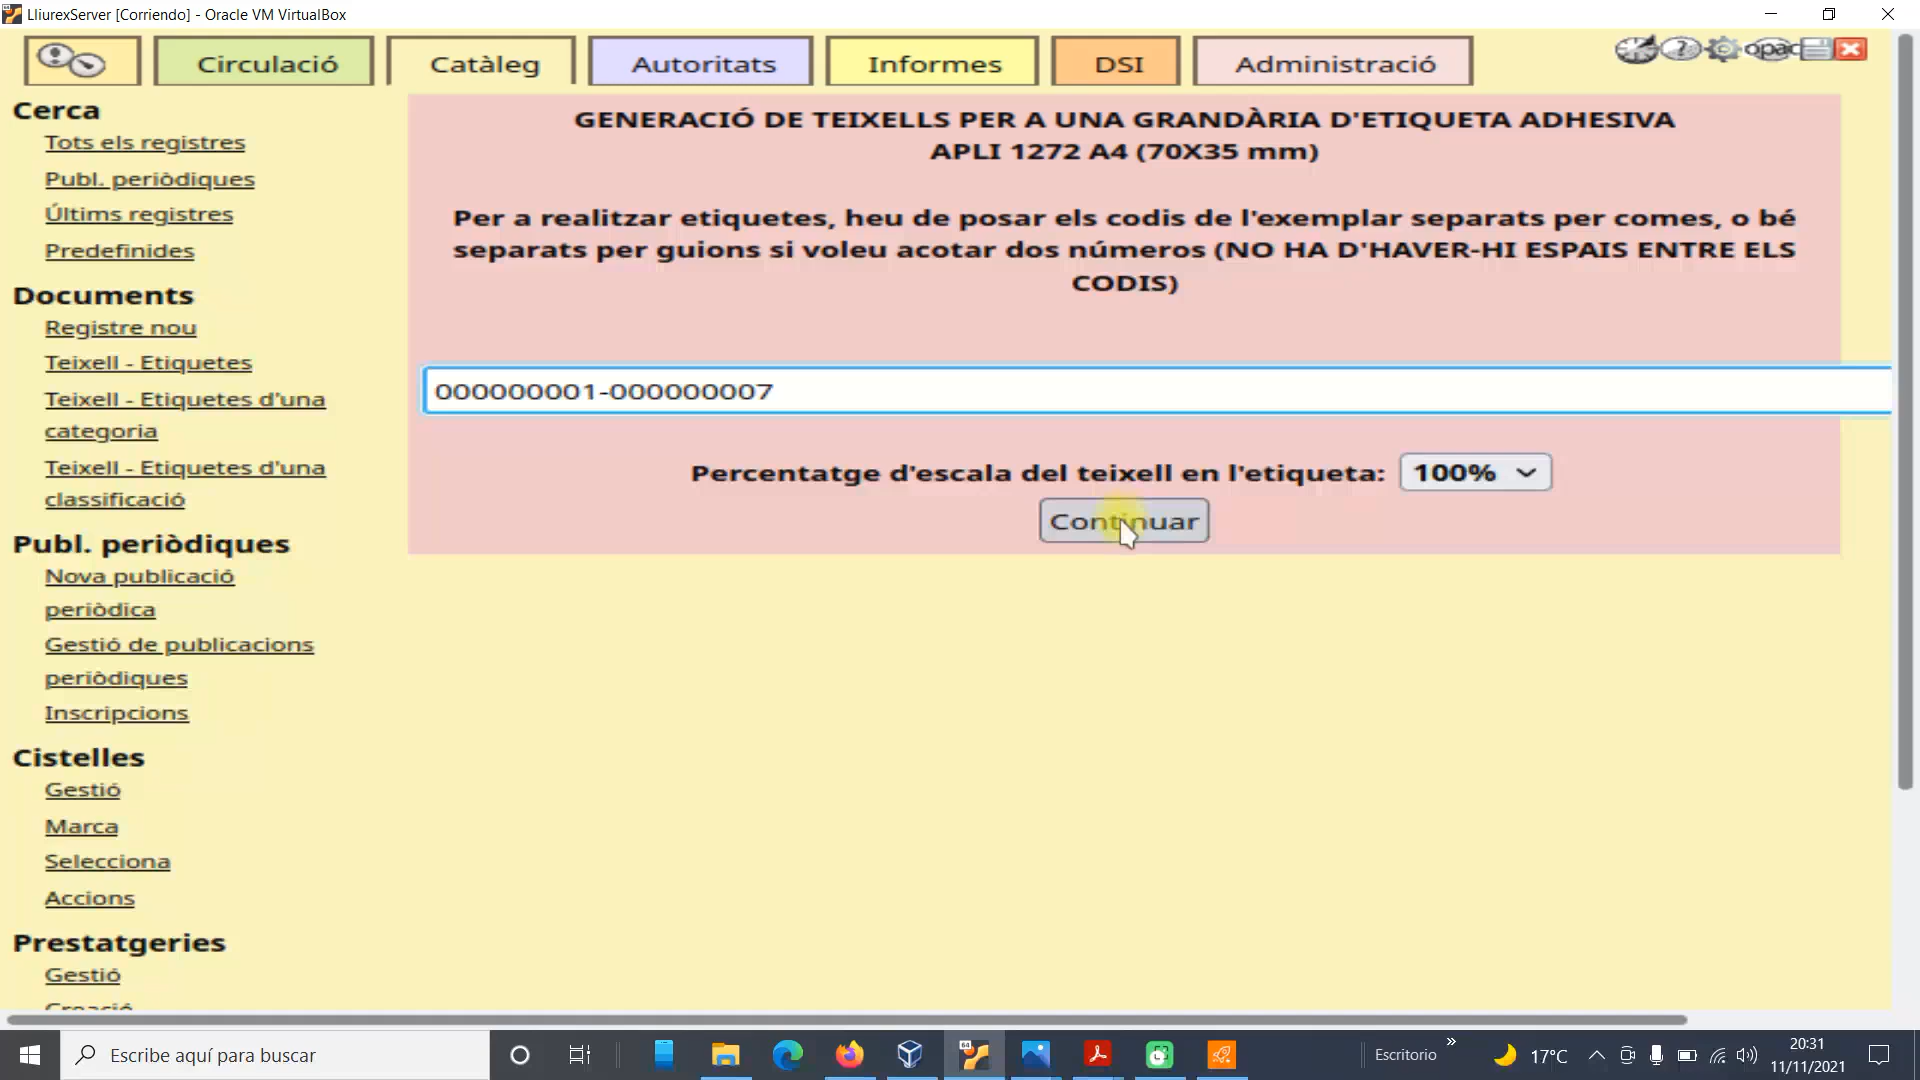 LliurexServer [Corriendo] - Oracle VM VirtualBox
Circulació
Catàleg
Autoritats
Informes
DSI
Administració
opac
Cerca
Tots els registres
Publ. periòdiques
Últims registres
Predefinides
Documents
Registre nou
Teixell - Etiquetes
Teixell - Etiquetes d'una
categoria
Teixell - Etiquetes d'una
classificació
Publ. periòdiques
Nova publicació
periòdica
Gestió de publicacions
periòdiques
Inscripcions
Cistelles
Gestió
Marca
Selecciona
Accions
Prestatgeries
Gestió
Creació
GENERACIÓ DE TEIXELLS PER A UNA GRANDÀRIA D'ETIQUETA ADHESIVA
APLI 1272 A4 (70X35 mm)
Per a realitzar etiquetes, heu de posar els codis de l'exemplar separats per comes, o bé
separats per guions si voleu acotar dos números (NO HA D'HAVER-HI ESPAIS ENTRE ELS
CODIS)
000000001-000000007
Percentatge d'escala del teixell en l'etiqueta: 100%
Continuar
Escribe aquí para buscar
Escritorio
17°C
20:31
11/11/2021